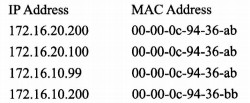 IP Address MAC Address
172.16.20.200 00-00-0c-94-36-ab
172.16.20.100 00-00-0c-94-36-ab
172.16.10.99 00-00-0c-94-36-ab
172.16.10.200 00-00-0c-94-36-bb